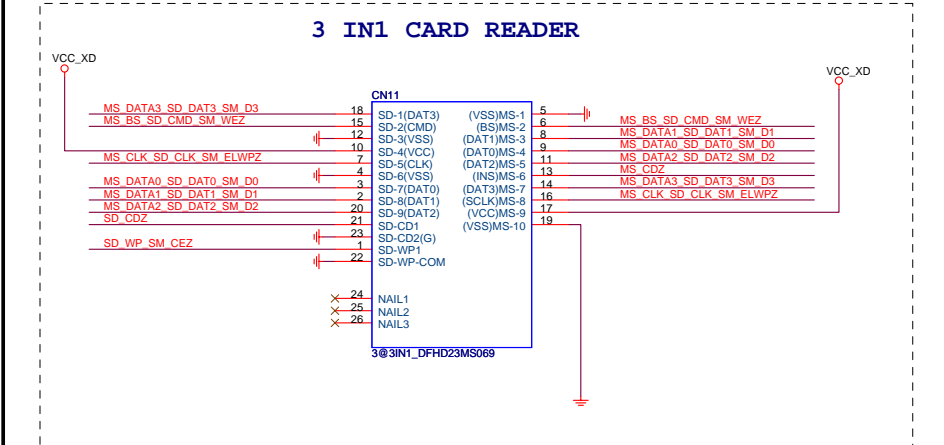 3 IN1 CARD READER
VCC_XD
VCC_XD
CN11
MS_DATA3_SD_DAT3_SM_D3 18 SD-1(DAT3) (VSS)MS-1 5
MS_BS_SD_CMD_SM_WEZ 15 SD-2(CMD) (BS)MS-2 6 MS_BS_SD_CMD_SM_WEZ
12 SD-3(VSS) (DAT1)MS-3 8 MS_DATA1_SD_DAT1_SM_D1
10 SD-4(VCC) (DAT0)MS-4 9 MS_DATA0_SD_DAT0_SM_D0
MS_CLK_SD_CLK_SM_ELWPZ 7 SD-5(CLK) (DAT2)MS-5 11 MS_DATA2_SD_DAT2_SM_D2
4 SD-6(VSS) (INS)MS-6 13 MS_CDZ
MS_DATA0_SD_DAT0_SM_D0 3 SD-7(DAT0) (DAT3)MS-7 14 MS_DATA3_SD_DAT3_SM_D3
MS_DATA1_SD_DAT1_SM_D1 2 SD-8(DAT1) (SCLK)MS-8 16 MS_CLK_SD_CLK_SM_ELWPZ
MS_DATA2_SD_DAT2_SM_D2 20 SD-9(DAT2) (VCC)MS-9 17
SD_CDZ 21 SD-CD1 (VSS)MS-10 19
23 SD-CD2(G)
SD_WP_SM_CEZ 1 SD-WP1
22 SD-WP-COM
24 NAIL1
25 NAIL2
26 NAIL3
3@3IN1_DFHD23MS069